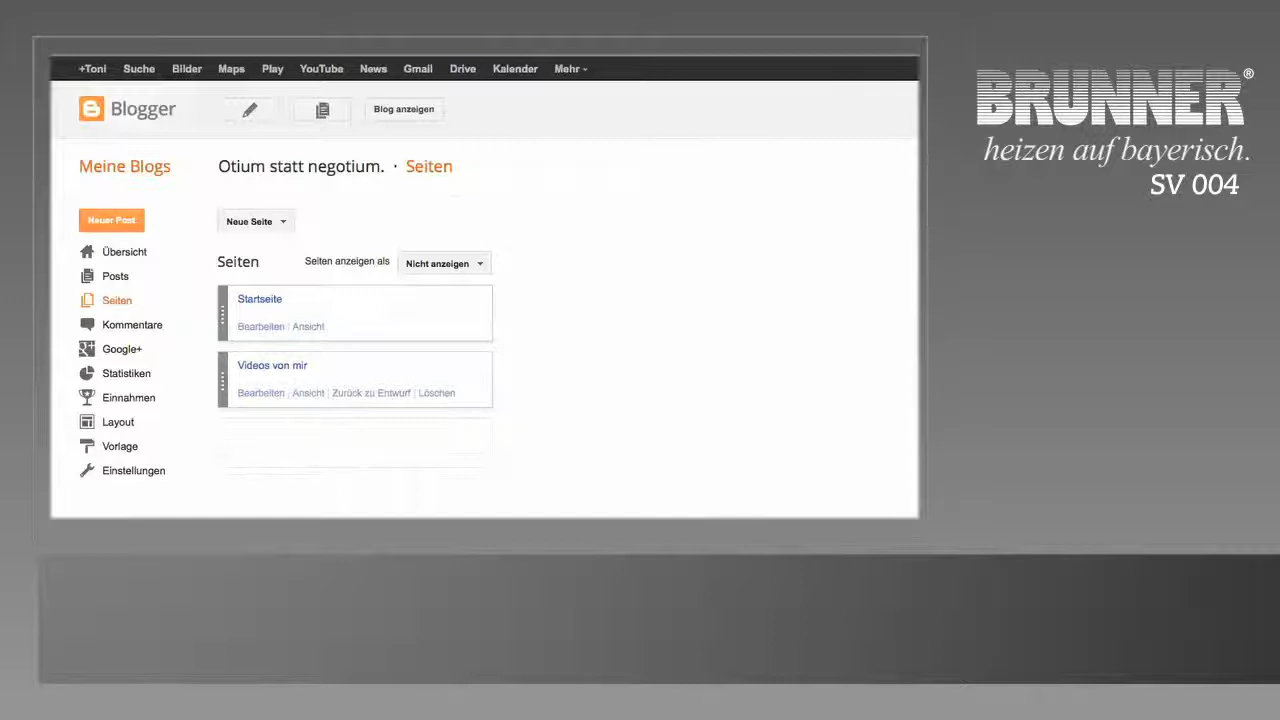 +Toni Suche Bilder Maps Play YouTube News Gmail Drive Kalender Mehr
Blogger Blog anzeigen
Meine Blogs Otium statt negotium. · Seiten
Neuer Post Neue Seite
Übersicht
Seiten Seiten anzeigen als Nicht anzeigen
Posts
Seiten
Startseite
Kommentare
Bearbeiten | Ansicht
Google+
Videos von mir
Statistiken
Bearbeiten | Ansicht | Zurück zu Entwurf | Löschen
Einnahmen
Layout
Vorlage
Einstellungen
BRUNNER®
heizen auf bayerisch.
SV 004